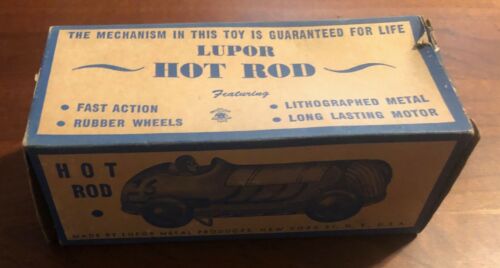 THE MECHANISM IN THIS TOY IS GUARANTEED FOR LIFE
LUPOR
HOT ROD
Featuring
• FAST ACTION
• RUBBER WHEELS
• LITHOGRAPHED METAL
• LONG LASTING MOTOR
HOT
ROD
•
MADE BY LUPOR METAL PRODUCTS, NEW YORK 51, N. Y., U.S.A.